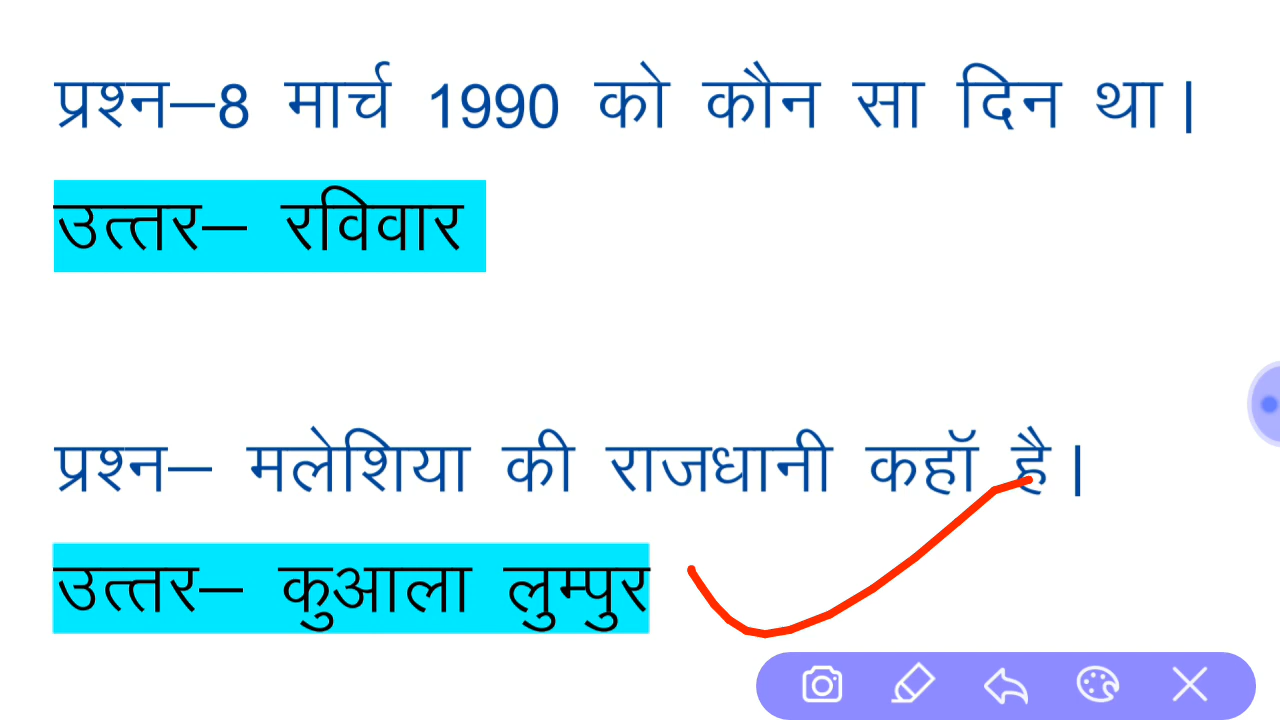 प्रश्न–8 मार्च 1990 को कौन सा दिन था।
उत्तर– रविवार
प्रश्न– मलेशिया की राजधानी कहॉ है।
उत्तर– कुआला लुम्पुर